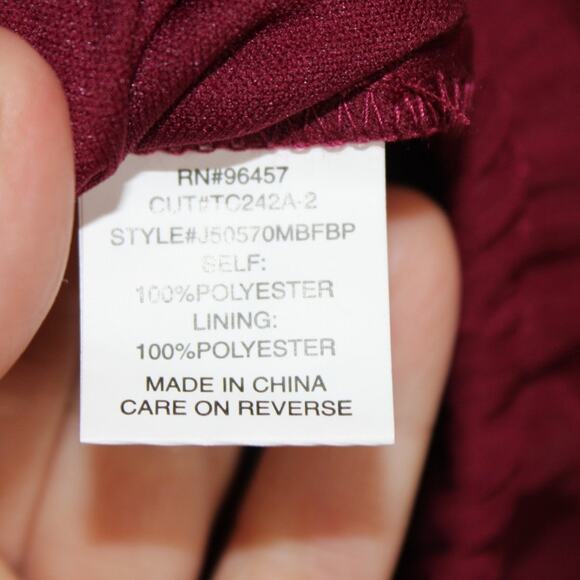 RN#96457
CUT#TC242A-2
STYLE#J50570MBFBP
SELF:
100%POLYESTER
LINING:
100%POLYESTER
MADE IN CHINA
CARE ON REVERSE